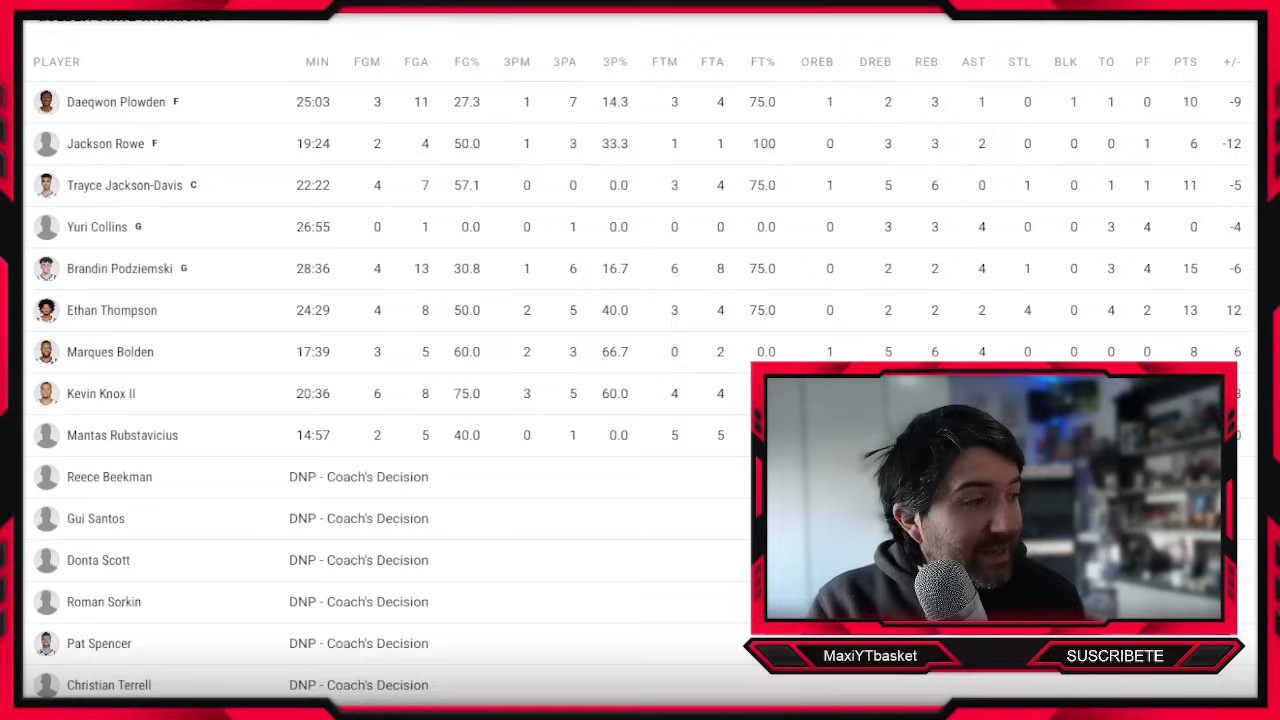 GOLDEN STATE WARRIORS
PLAYER MIN FGM FGA FG% 3PM 3PA 3P% FTM FTA FT% OREB DREB REB AST STL BLK TO PF PTS +/-
Daeqwon Plowden F 25:03 3 11 27.3 1 7 14.3 3 4 75.0 1 2 3 1 0 1 1 0 10 -9
Jackson Rowe F 19:24 2 4 50.0 1 3 33.3 1 1 100 0 3 3 2 0 0 0 1 6 -12
Trayce Jackson-Davis C 22:22 4 7 57.1 0 0 0.0 3 4 75.0 1 5 6 0 1 0 1 1 11 -5
Yuri Collins G 26:55 0 1 0.0 0 1 0.0 0 0 0.0 0 3 3 4 0 0 3 4 0 -4
Brandin Podziemski G 28:36 4 13 30.8 1 6 16.7 6 8 75.0 0 2 2 4 1 0 3 4 15 -6
Ethan Thompson 24:29 4 8 50.0 2 5 40.0 3 4 75.0 0 2 2 2 4 0 4 2 13 12
Marques Bolden 17:39 3 5 60.0 2 3 66.7 0 2 0.0 1 5 6 4 0 0 0 0 8 6
Kevin Knox II 20:36 6 8 75.0 3 5 60.0 4 4
Mantas Rubstavicius 14:57 2 5 40.0 0 1 0.0 5 5
Reece Beekman DNP - Coach's Decision
Gui Santos DNP - Coach's Decision
Donta Scott DNP - Coach's Decision
Roman Sorkin DNP - Coach's Decision
Pat Spencer DNP - Coach's Decision
Christian Terrell DNP - Coach's Decision
MaxiYTbasket
SUSCRIBETE